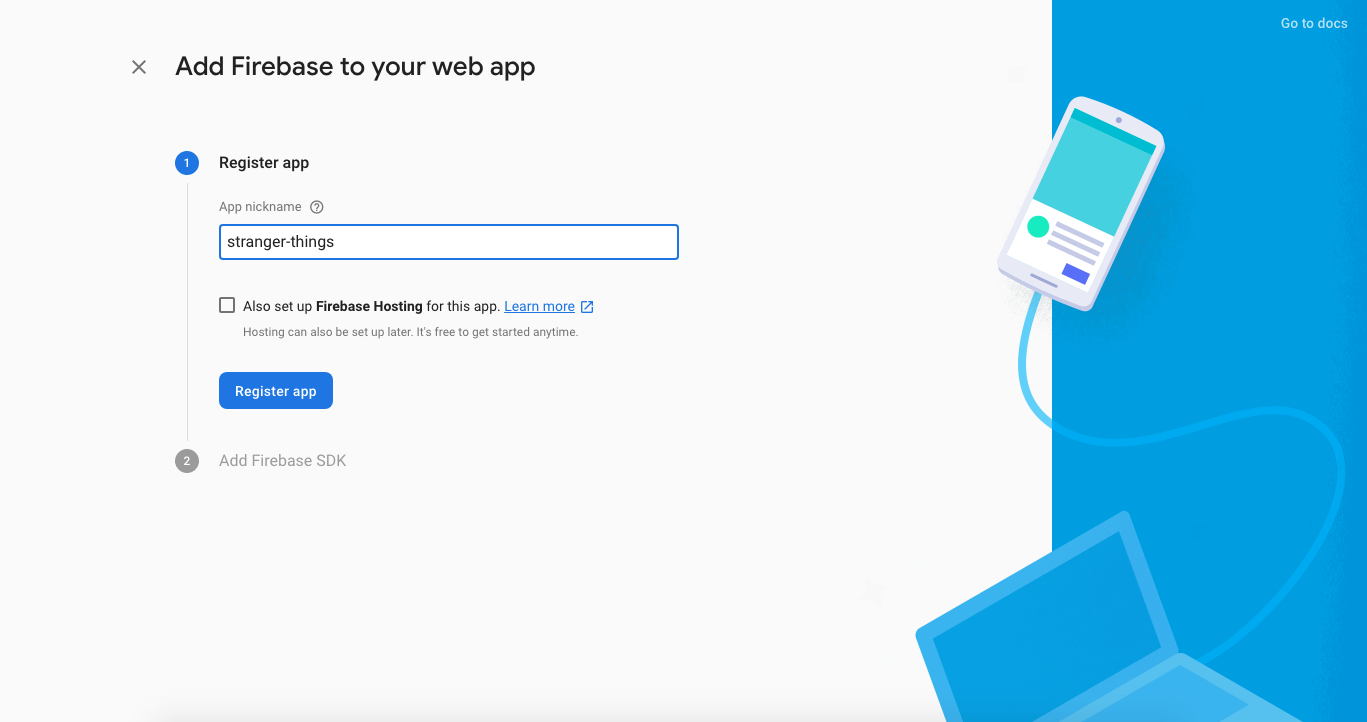 Go to docs
Add Firebase to your web app
1 Register app
App nickname
stranger-things
Also set up Firebase Hosting for this app. Learn more
Hosting can also be set up later. It's free to get started anytime.
Register app
2 Add Firebase SDK